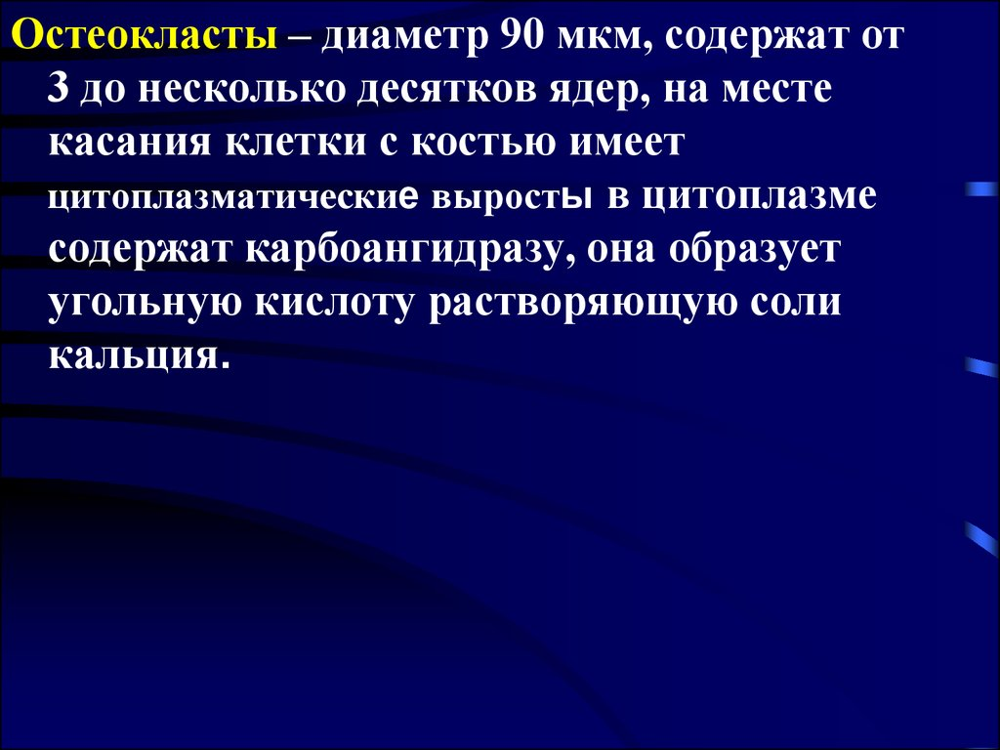 Остеокласты – диаметр 90 мкм, содержат от
3 до несколько десятков ядер, на месте
касания клетки с костью имеет
цитоплазматические выросты в цитоплазме
содержат карбоангидразу, она образует
угольную кислоту растворяющую соли
кальция.